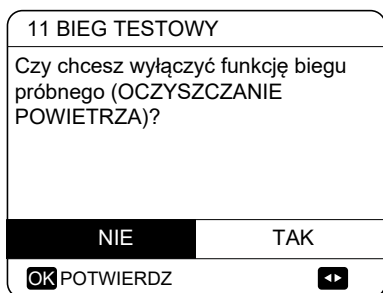 11 BIEG TESTOWY
Czy chcesz wyłączyć funkcję biegu
próbnego (OCZYSZCZANIE
POWIETRZA)?
NIE TAK
OK POTWIERDZ